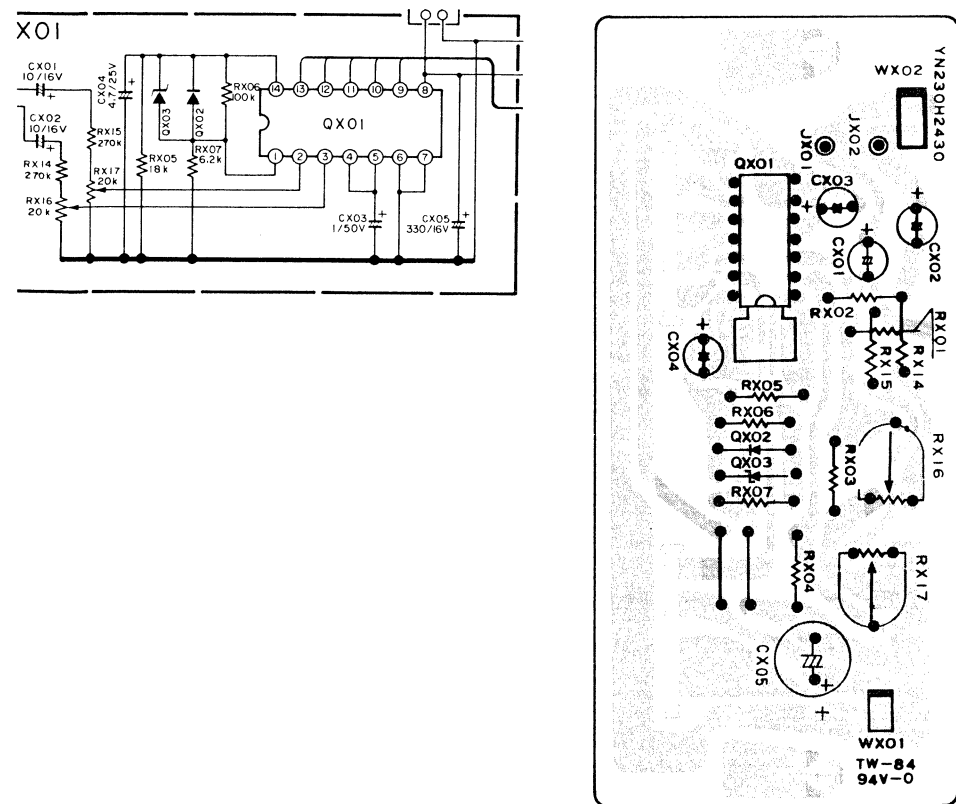 X01
CX01
10/16V
CX02
10/16V
RX14
270k
RX16
20k
RX15
270k
RX17
20k
CX04
4.7/25V
RX05
18k
QX03
QX02
RX07
6.2k
RX06
100k
14
13
12
11
10
9
8
QX01
1
2
3
4
5
6
7
CX03
1/50V
CX05
330/16V
YN230H2430
WX02
JX01
JX02
QX01
CX03
CX01
CX02
RX02
RX01
CX04
RX15
RX14
RX05
RX06
QX02
QX03
RX07
RX03
RX16
RX04
RX17
CX05
WX01
TW-84
94V-0